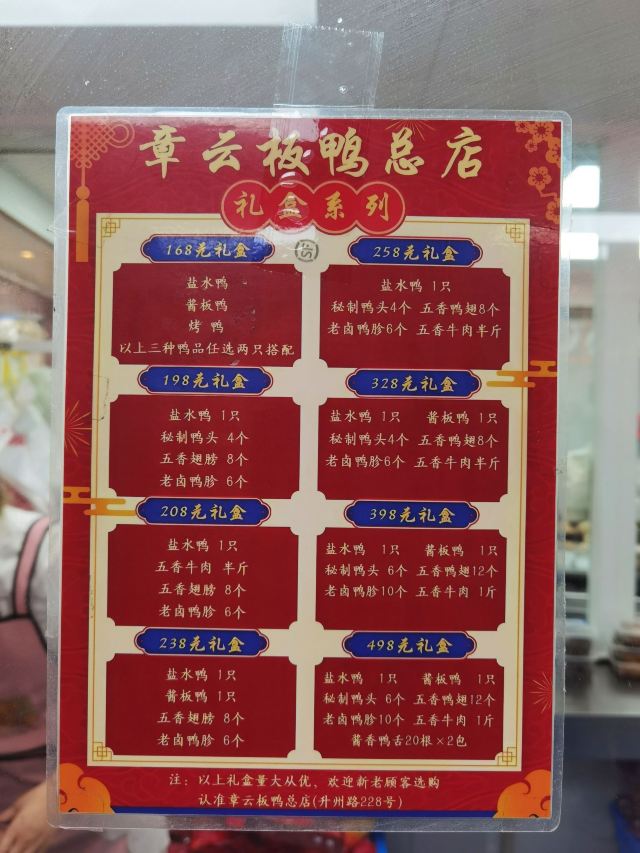 章云板鸭总店
礼盒系列
168元礼盒
盐水鸭
酱板鸭
烤 鸭
以上三种鸭品任选两只搭配
198元礼盒
盐水鸭 1只
秘制鸭头 4个
五香翅膀 8个
老卤鸭胗 6个
208元礼盒
盐水鸭 1只
五香牛肉 半斤
五香翅膀 8个
老卤鸭胗 6个
238元礼盒
盐水鸭 1只
酱板鸭 1只
五香翅膀 8个
老卤鸭胗 6个
258元礼盒
盐水鸭 1只
秘制鸭头4个 五香鸭翅8个
老卤鸭胗6个 五香牛肉半斤
328元礼盒
盐水鸭 1只 酱板鸭 1只
秘制鸭头4个 五香鸭翅8个
老卤鸭胗6个 五香牛肉半斤
398元礼盒
盐水鸭 1只 酱板鸭 1只
秘制鸭头 6个 五香鸭翅12个
老卤鸭胗10个 五香牛肉 1斤
498元礼盒
盐水鸭 1只 酱板鸭 1只
秘制鸭头 6个 五香鸭翅12个
老卤鸭胗10个 五香牛肉 1斤
酱香鸭舌20根×2包
注：以上礼盒量大从优，欢迎新老顾客选购
认准章云板鸭总店(升州路228号)